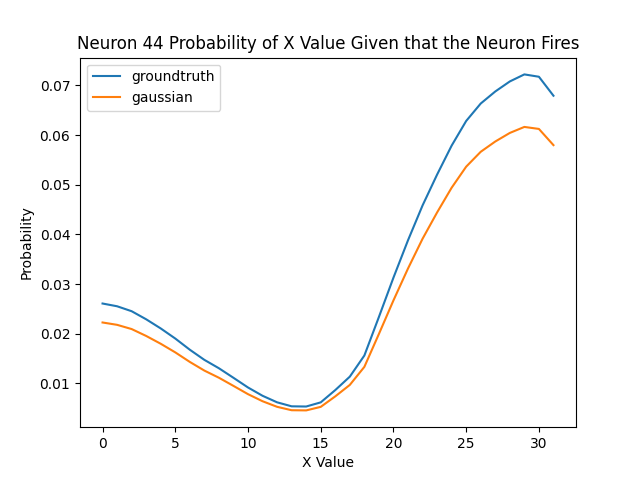 Neuron 44 Probability of X Value Given that the Neuron Fires
groundtruth
gaussian
0.07
0.06
0.05
0.04
0.03
0.02
0.01
Probability
0 5 10 15 20 25 30
X Value